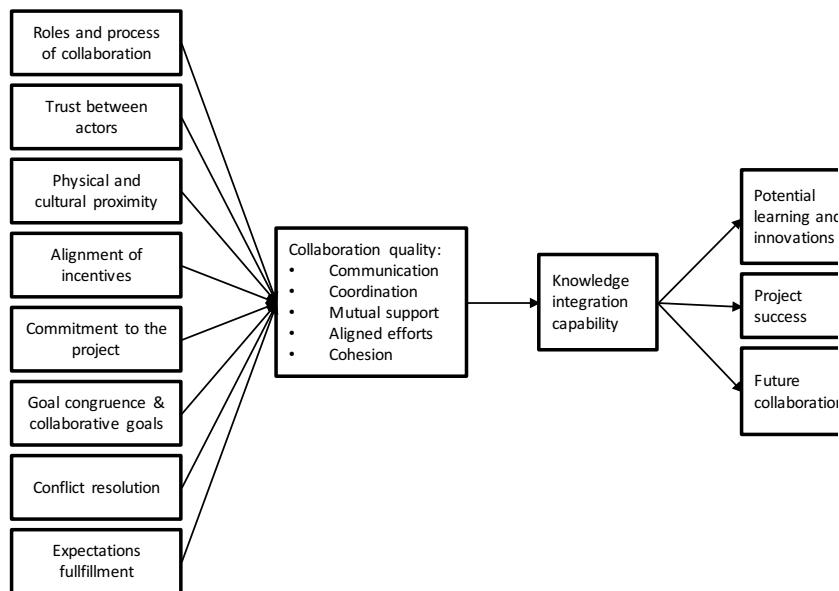 Roles and process
of collaboration
Trust between
actors
Physical and
cultural proximity
Alignment of
incentives
Commitment to the
project
Goal congruence &
collaborative goals
Conflict resolution
Expectations
fullfillment
Collaboration quality:
• Communication
• Coordination
• Mutual support
• Aligned efforts
• Cohesion
Knowledge
integration
capability
Potential
learning and
innovations
Project
success
Future
collaboration